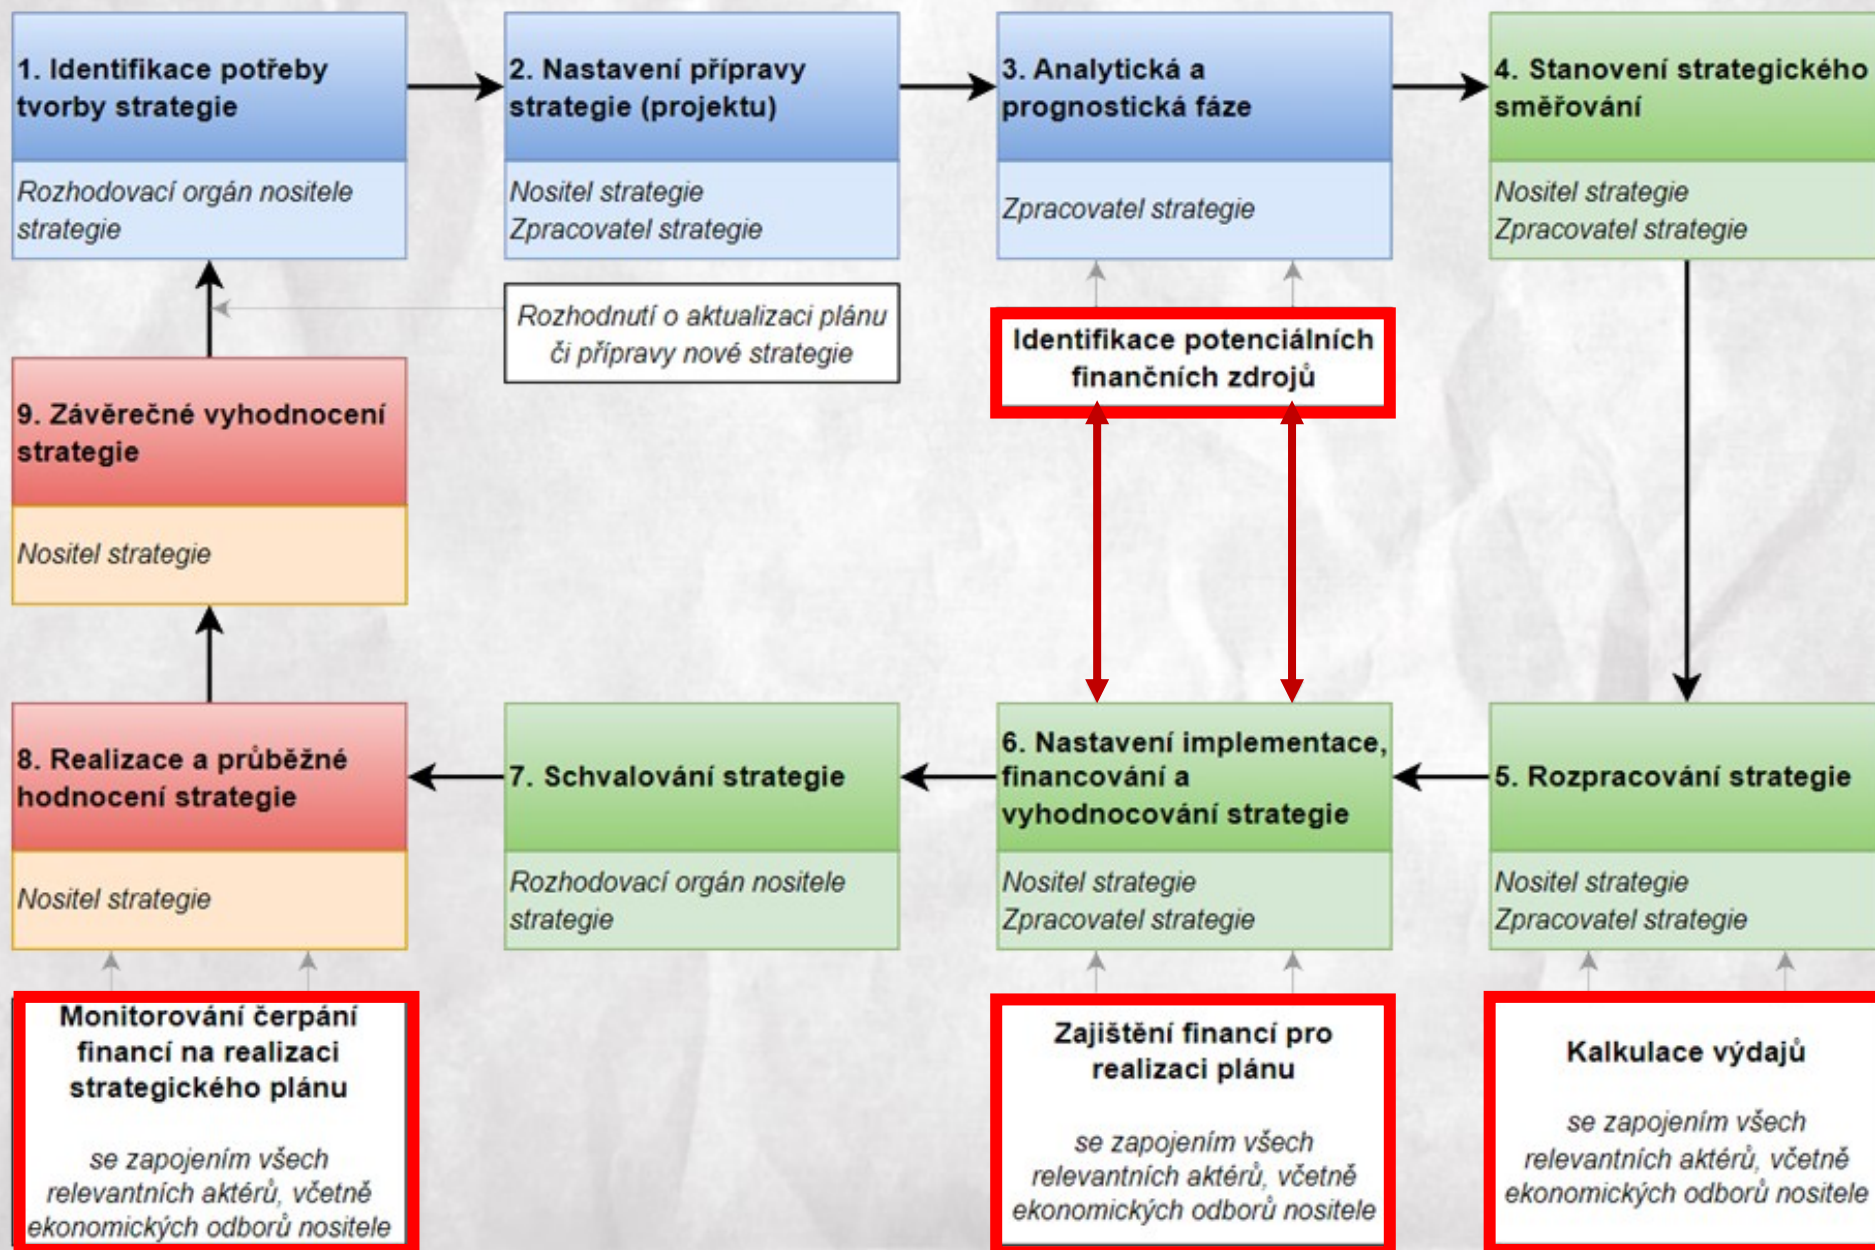 1. Identifikace potřeby
tvorby strategie
Rozhodovací orgán nositele
strategie
2. Nastavení přípravy
strategie (projektu)
Nositel strategie
Zpracovatel strategie
3. Analytická a
prognostická fáze
Zpracovatel strategie
4. Stanovení strategického
směřování
Nositel strategie
Zpracovatel strategie
Rozhodnutí o aktualizaci plánu
či přípravy nové strategie
Identifikace potenciálních
finančních zdrojů
9. Závěrečné vyhodnocení
strategie
Nositel strategie
8. Realizace a průběžné
hodnocení strategie
Nositel strategie
7. Schvalování strategie
Rozhodovací orgán nositele
strategie
6. Nastavení implementace,
financování a
vyhodnocování strategie
Nositel strategie
Zpracovatel strategie
5. Rozpracování strategie
Nositel strategie
Zpracovatel strategie
Monitorování čerpání
financí na realizaci
strategického plánu
se zapojením všech
relevantních aktérů, včetně
ekonomických odborů nositele
Zajištění financí pro
realizaci plánu
se zapojením všech
relevantních aktérů, včetně
ekonomických odborů nositele
Kalkulace výdajů
se zapojením všech
relevantních aktérů, včetně
ekonomických odborů nositele